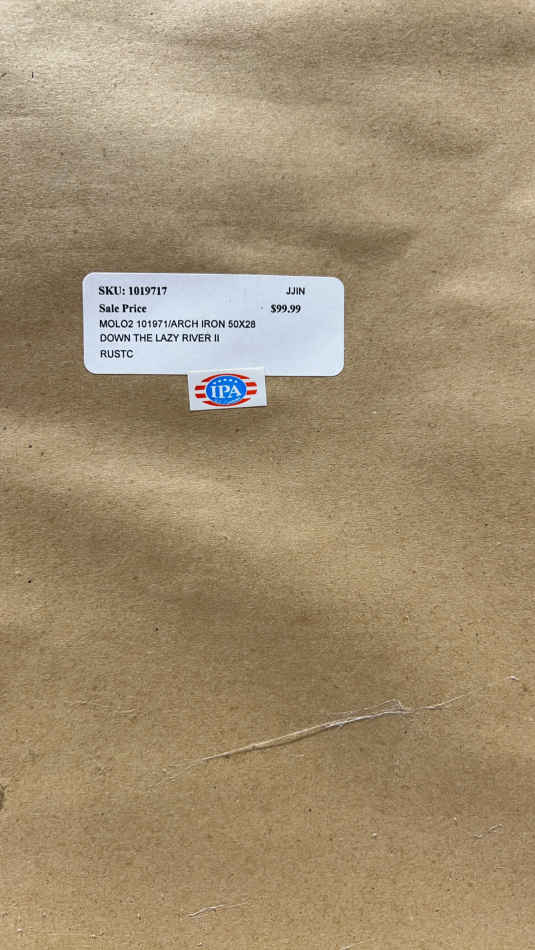 SKU: 1019717 JJIN
Sale Price $99.99
MOLO2 101971/ARCH IRON 50X28
DOWN THE LAZY RIVER II
RUSTC
IPA